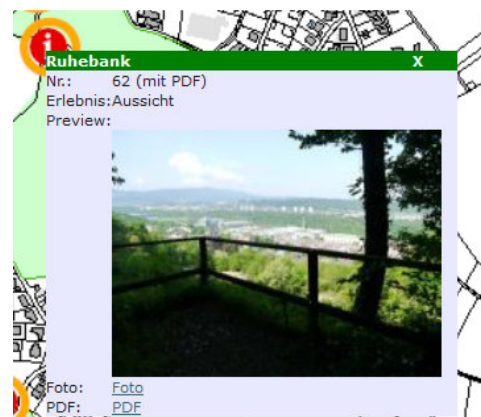 i
Ruhebank X
Nr.: 62 (mit PDF)
Erlebnis:Aussicht
Preview:
Foto: Foto
PDF: PDF